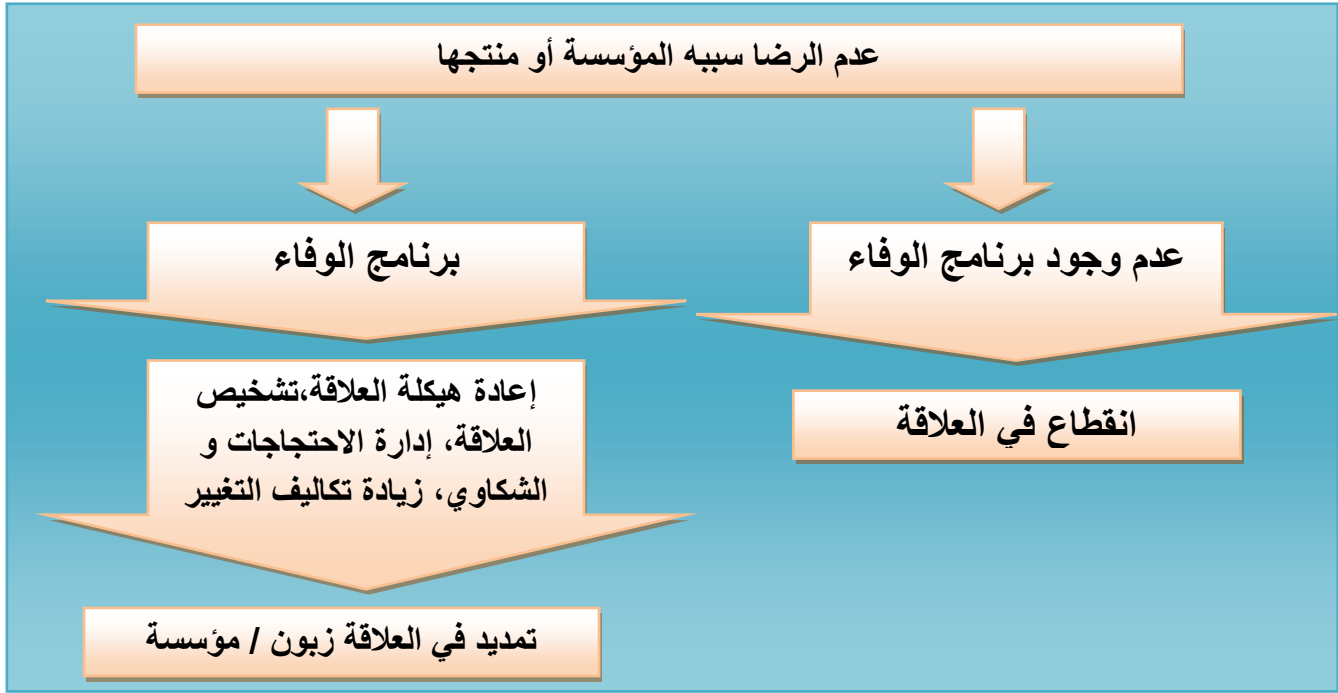 عدم الرضا سببه المؤسسة أو منتجها
عدم وجود برنامج الوفاء
برنامج الوفاء
انقطاع في العلاقة
إعادة هيكلة العلاقة،تشخيص
العلاقة، إدارة الاحتجاجات و
الشكاوي، زيادة تكاليف التغيير
تمديد في العلاقة زبون / مؤسسة